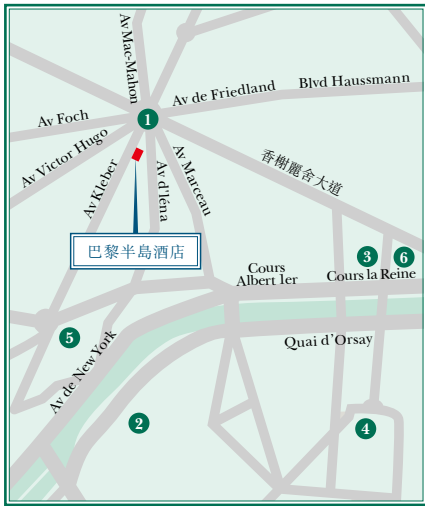 Av Mac-Mahon
Av de Friedland
Blvd Haussmann
Av Foch
1
Av Victor Hugo
Av Kleber
Av d'Iéna
Av Marceau
香榭麗舍大道
巴黎半島酒店
3
6
Cours
Albert 1er
Cours la Reine
5
Av de New York
Quai d'Orsay
2
4